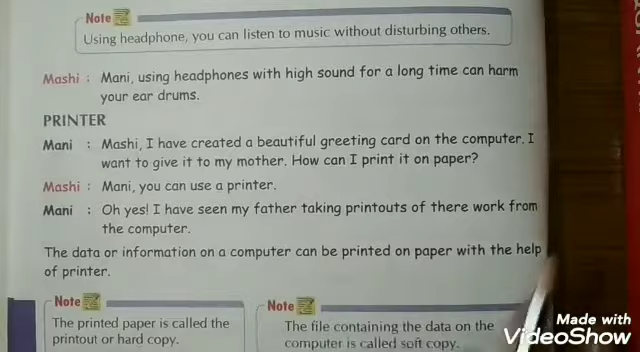 Note
Using headphone, you can listen to music without disturbing others.
Mashi : Mani, using headphones with high sound for a long time can harm
your ear drums.
PRINTER
Mani : Mashi, I have created a beautiful greeting card on the computer. I
want to give it to my mother. How can I print it on paper?
Mashi : Mani, you can use a printer.
Mani : Oh yes! I have seen my father taking printouts of there work from
the computer.
The data or information on a computer can be printed on paper with the help
of printer.
Note
The printed paper is called the
printout or hard copy.
Note
The file containing the data on the
computer is called soft copy.
Made with
VideoShow